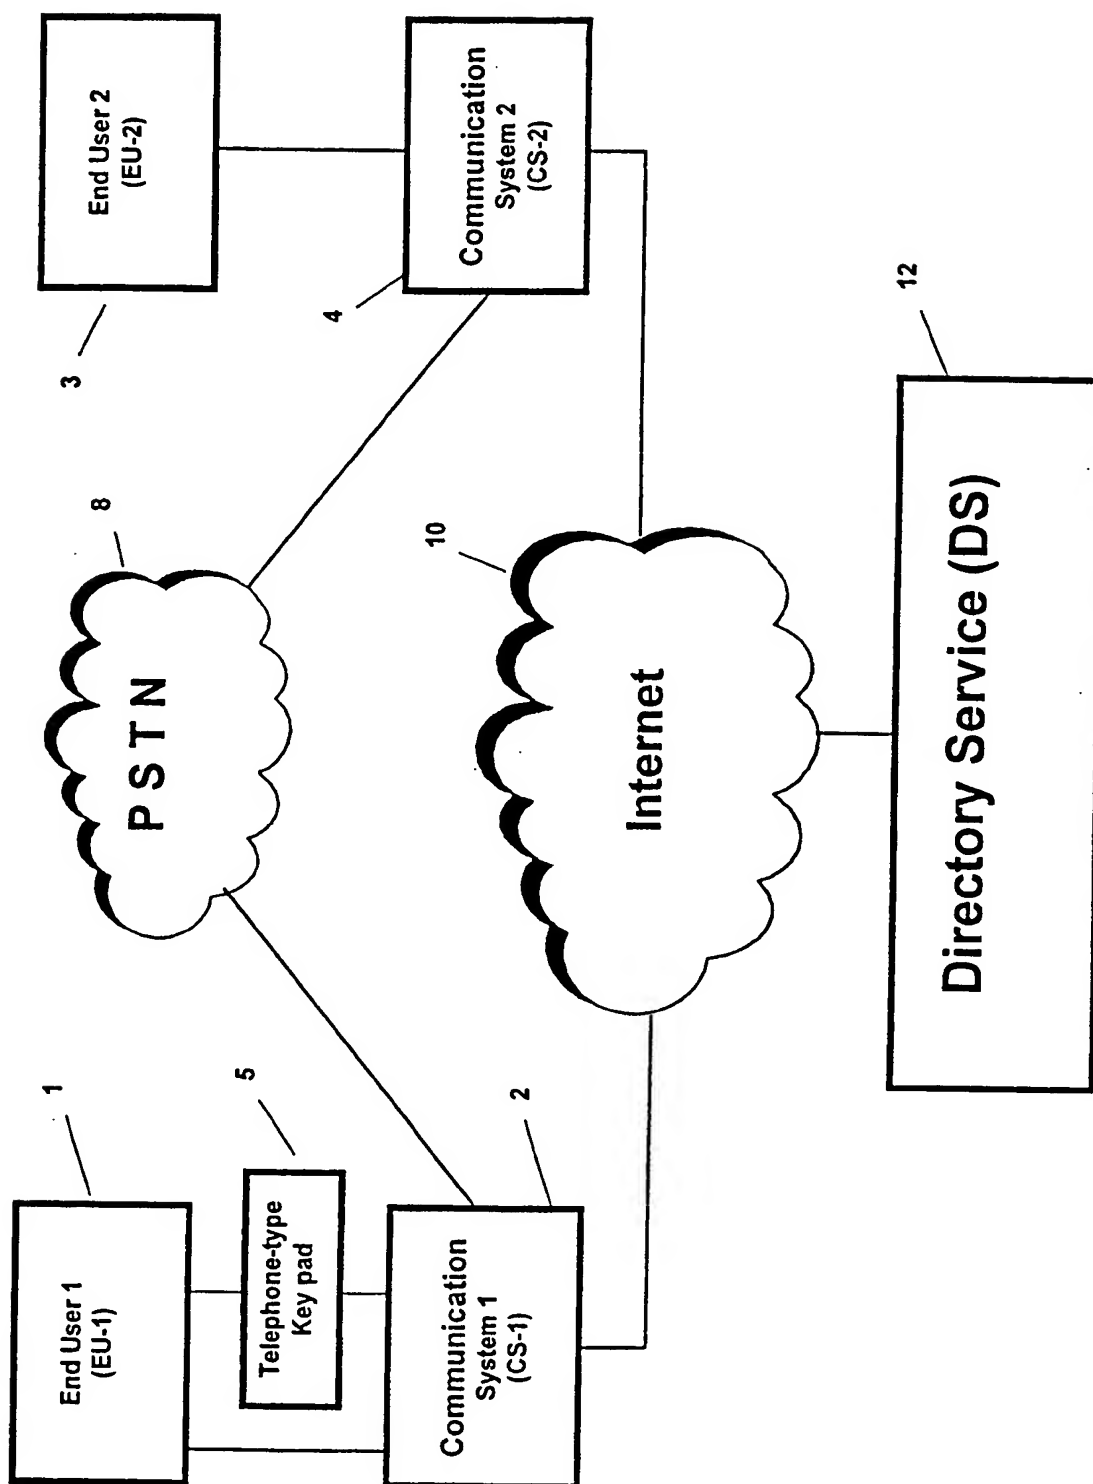 1
End User 1
(EU-1)
5
Telephone-type
Key pad
2
Communication
System 1
(CS-1)
8
P S T N
10
Internet
3
End User 2
(EU-2)
4
Communication
System 2
(CS-2)
12
Directory Service (DS)